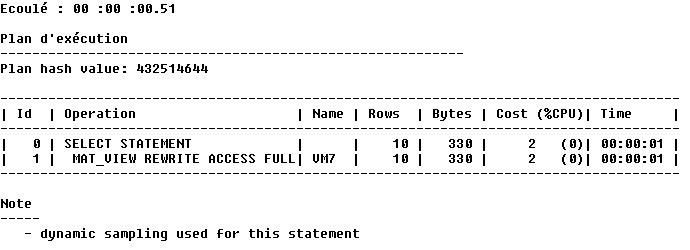 Ecoulé : 00 :00 :00.51
Plan d'exécution
----------------------------------------------------------
Plan hash value: 432514644
-------------------------------------------------------------------------------------
| Id  | Operation                    | Name | Rows  | Bytes | Cost (%CPU)| Time     |
-------------------------------------------------------------------------------------
|   0 | SELECT STATEMENT             |      |    10 |   330 |     2   (0)| 00:00:01 |
|   1 |  MAT_VIEW REWRITE ACCESS FULL| VM7  |    10 |   330 |     2   (0)| 00:00:01 |
-------------------------------------------------------------------------------------
Note
-----
   - dynamic sampling used for this statement